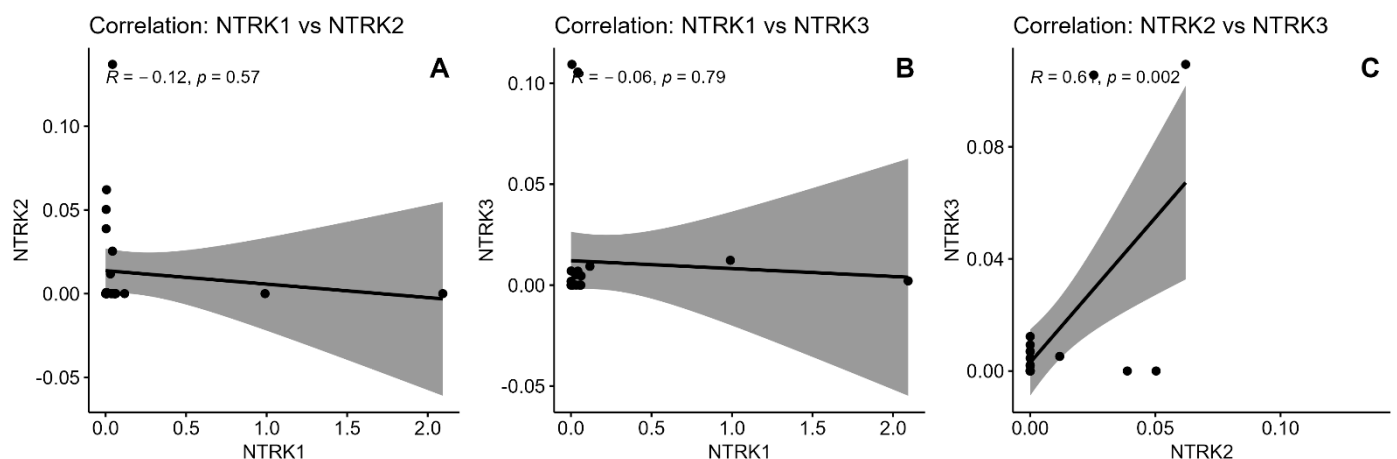 Correlation: NTRK1 vs NTRK2
A
R = − 0.12, p = 0.57
NTRK2
0.10
0.05
0.00
-0.05
0.0 0.5 1.0 1.5 2.0
NTRK1
Correlation: NTRK1 vs NTRK3
B
R = − 0.06, p = 0.79
NTRK3
0.10
0.05
0.00
-0.05
0.0 0.5 1.0 1.5 2.0
NTRK1
Correlation: NTRK2 vs NTRK3
C
p = 0.002
NTRK3
0.08
0.04
0.00
0.00 0.05 0.10
NTRK2